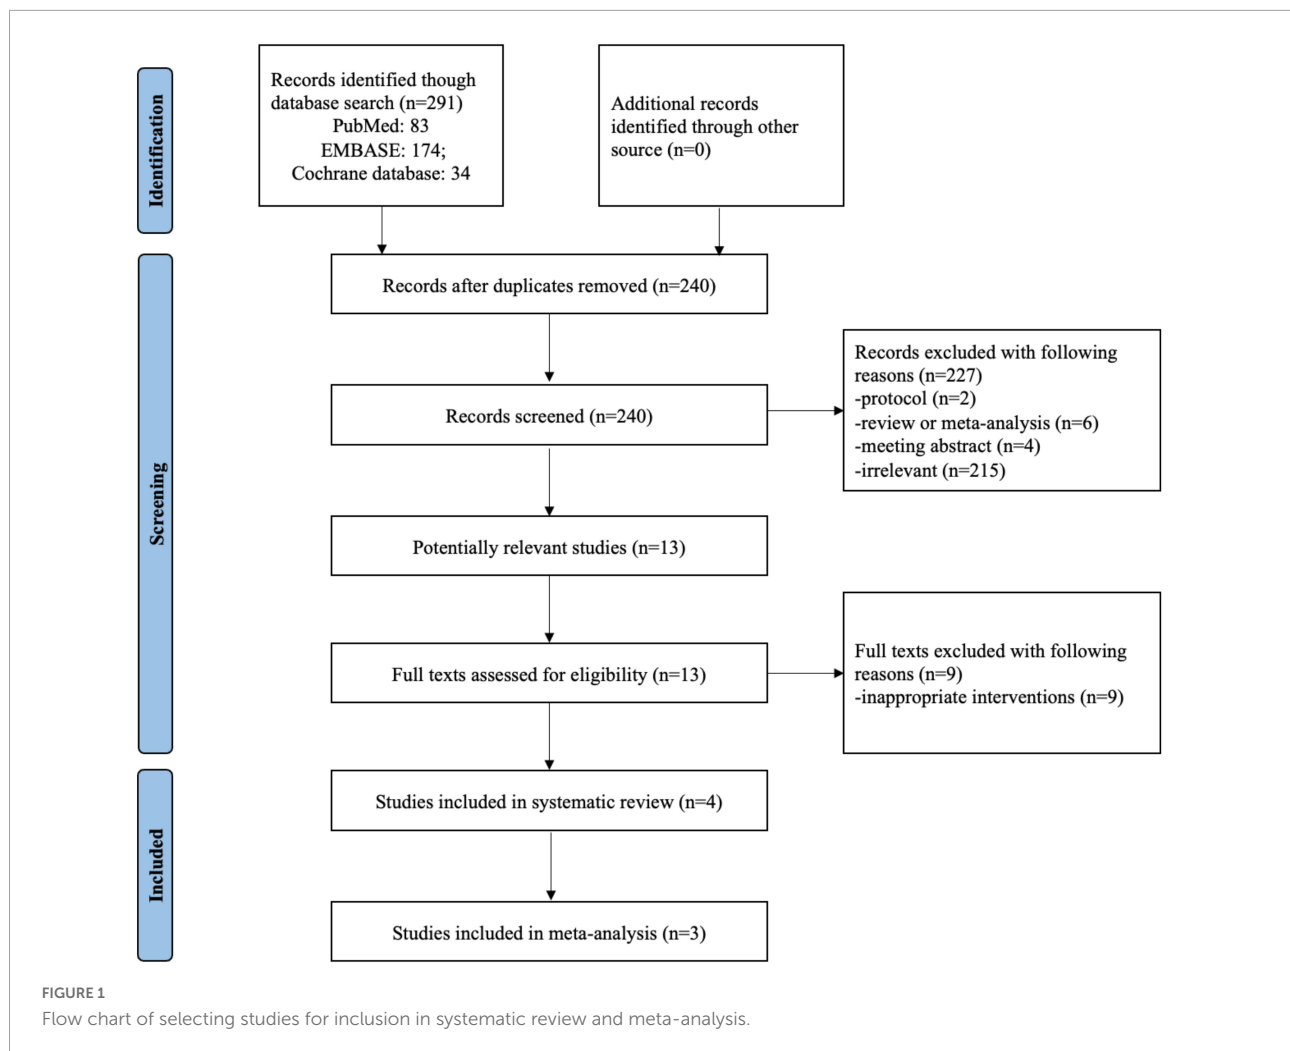 Identification
Records identified though
database search (n=291)
PubMed: 83
EMBASE: 174;
Cochrane database: 34
Additional records
identified through other
source (n=0)
Screening
Records after duplicates removed (n=240)
Records screened (n=240)
Records excluded with following
reasons (n=227)
-protocol (n=2)
-review or meta-analysis (n=6)
-meeting abstract (n=4)
-irrelevant (n=215)
Potentially relevant studies (n=13)
Full texts assessed for eligibility (n=13)
Full texts excluded with following
reasons (n=9)
-inappropriate interventions (n=9)
Included
Studies included in systematic review (n=4)
Studies included in meta-analysis (n=3)
FIGURE 1
Flow chart of selecting studies for inclusion in systematic review and meta-analysis.